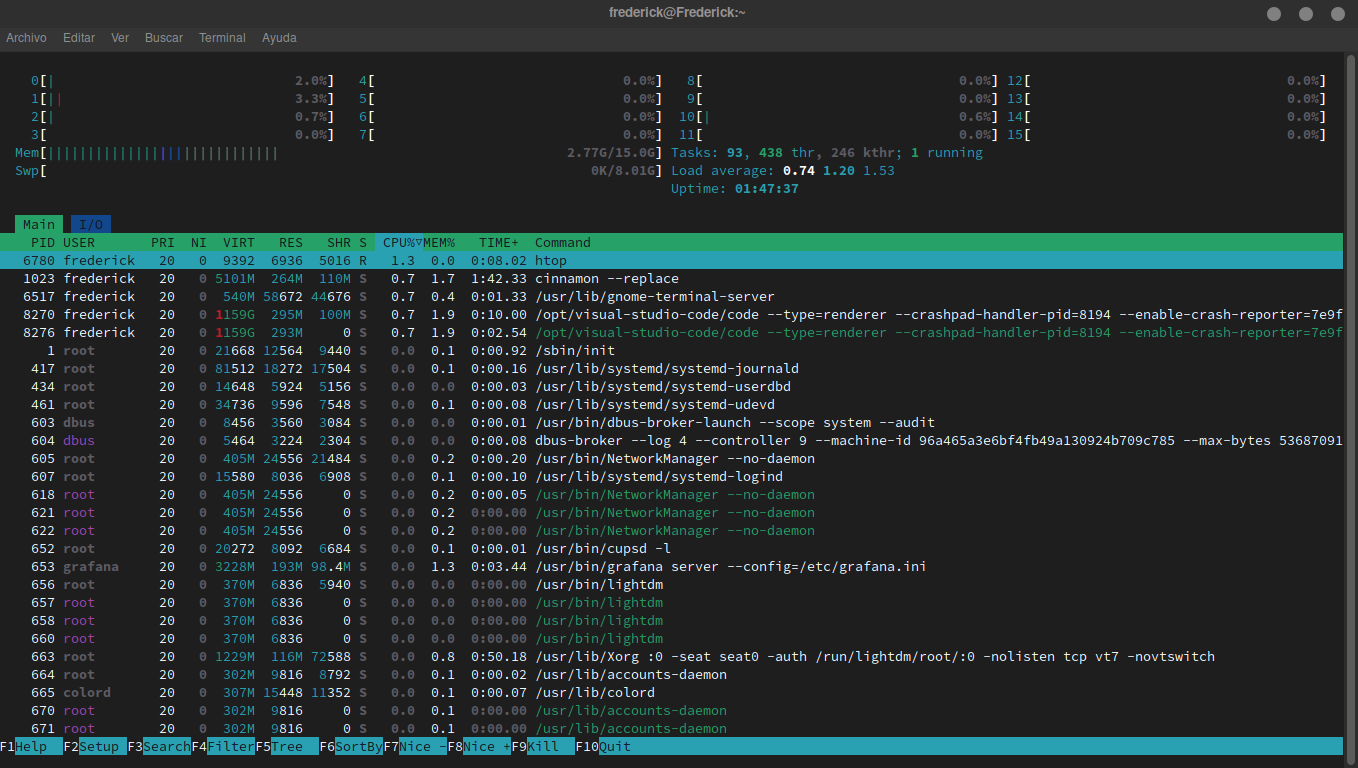 frederick@Frederick:~
Archivo Editar Ver Buscar Terminal Ayuda
0[| 2.0%] 4[ 0.0%] 8[ 0.0%] 12[ 0.0%]
1[|| 3.3%] 5[ 0.0%] 9[ 0.0%] 13[ 0.0%]
2[| 0.7%] 6[ 0.0%] 10[| 0.6%] 14[ 0.0%]
3[ 0.0%] 7[ 0.0%] 11[ 0.0%] 15[ 0.0%]
Mem[||||||||||||||||||||||||||||| 2.77G/15.0G] Tasks: 93, 438 thr, 246 kthr; 1 running
Swp[ 0K/8.01G] Load average: 0.74 1.20 1.53
Uptime: 01:47:37
Main I/O
PID USER PRI NI VIRT RES SHR S CPU%▽MEM% TIME+ Command
6780 frederick 20 0 9392 6936 5016 R 1.3 0.0 0:08.02 htop
1023 frederick 20 0 5101M 264M 110M S 0.7 1.7 1:42.33 cinnamon --replace
6517 frederick 20 0 540M 58672 44676 S 0.7 0.4 0:01.33 /usr/lib/gnome-terminal-server
8270 frederick 20 0 1159G 295M 100M S 0.7 1.9 0:10.00 /opt/visual-studio-code/code --type=renderer --crashpad-handler-pid=8194 --enable-crash-reporter=7e9f
8276 frederick 20 0 1159G 293M 0 S 0.7 1.9 0:02.54 /opt/visual-studio-code/code --type=renderer --crashpad-handler-pid=8194 --enable-crash-reporter=7e9f
1 root 20 0 21668 12564 9440 S 0.0 0.1 0:00.92 /sbin/init
417 root 20 0 81512 18272 17504 S 0.0 0.1 0:00.16 /usr/lib/systemd/systemd-journald
434 root 20 0 14648 5924 5156 S 0.0 0.0 0:00.03 /usr/lib/systemd/systemd-userdbd
461 root 20 0 34736 9596 7548 S 0.0 0.1 0:00.08 /usr/lib/systemd/systemd-udevd
603 dbus 20 0 8456 3560 3084 S 0.0 0.0 0:00.01 /usr/bin/dbus-broker-launch --scope system --audit
604 dbus 20 0 5464 3224 2304 S 0.0 0.0 0:00.08 dbus-broker --log 4 --controller 9 --machine-id 96a465a3e6bf4fb49a130924b709c785 --max-bytes 53687091
605 root 20 0 405M 24556 21484 S 0.0 0.2 0:00.20 /usr/bin/NetworkManager --no-daemon
607 root 20 0 15580 8036 6908 S 0.0 0.1 0:00.10 /usr/lib/systemd/systemd-logind
618 root 20 0 405M 24556 0 S 0.0 0.2 0:00.05 /usr/bin/NetworkManager --no-daemon
621 root 20 0 405M 24556 0 S 0.0 0.2 0:00.00 /usr/bin/NetworkManager --no-daemon
622 root 20 0 405M 24556 0 S 0.0 0.2 0:00.00 /usr/bin/NetworkManager --no-daemon
652 root 20 0 20272 8092 6684 S 0.0 0.1 0:00.01 /usr/bin/cupsd -l
653 grafana 20 0 3228M 193M 98.4M S 0.0 1.3 0:03.44 /usr/bin/grafana server --config=/etc/grafana.ini
656 root 20 0 370M 6836 5940 S 0.0 0.0 0:00.00 /usr/bin/lightdm
657 root 20 0 370M 6836 0 S 0.0 0.0 0:00.00 /usr/bin/lightdm
658 root 20 0 370M 6836 0 S 0.0 0.0 0:00.00 /usr/bin/lightdm
660 root 20 0 370M 6836 0 S 0.0 0.0 0:00.00 /usr/bin/lightdm
663 root 20 0 1229M 116M 72588 S 0.0 0.8 0:50.18 /usr/lib/Xorg :0 -seat seat0 -auth /run/lightdm/root/:0 -nolisten tcp vt7 -novtswitch
664 root 20 0 302M 9816 8792 S 0.0 0.1 0:00.02 /usr/lib/accounts-daemon
665 colord 20 0 307M 15448 11352 S 0.0 0.1 0:00.07 /usr/lib/colord
670 root 20 0 302M 9816 0 S 0.0 0.1 0:00.00 /usr/lib/accounts-daemon
671 root 20 0 302M 9816 0 S 0.0 0.1 0:00.00 /usr/lib/accounts-daemon
F1Help F2Setup F3SearchF4FilterF5Tree F6SortByF7Nice -F8Nice +F9Kill F10Quit